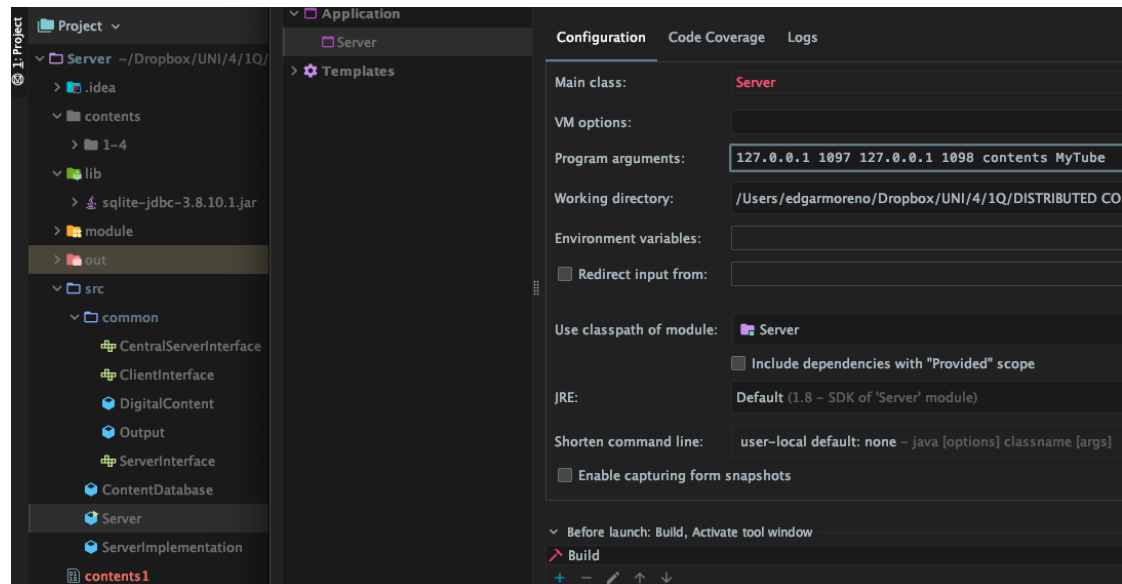 1: Project
Project
Server ~/Dropbox/UNI/4/1Q/
.idea
contents
1-4
lib
sqlite-jdbc-3.8.10.1.jar
module
out
src
common
CentralServerInterface
ClientInterface
DigitalContent
Output
ServerInterface
ContentDatabase
Server
ServerImplementation
contents1
Application
Server
Templates
Configuration Code Coverage Logs
Main class: Server
VM options:
Program arguments: 127.0.0.1 1097 127.0.0.1 1098 contents MyTube
Working directory: /Users/edgarmoreno/Dropbox/UNI/4/1Q/DISTRIBUTED CO
Environment variables:
Redirect input from:
Use classpath of module: Server
Include dependencies with "Provided" scope
JRE: Default (1.8 – SDK of 'Server' module)
Shorten command line: user-local default: none – java [options] classname [args]
Enable capturing form snapshots
Before launch: Build, Activate tool window
Build